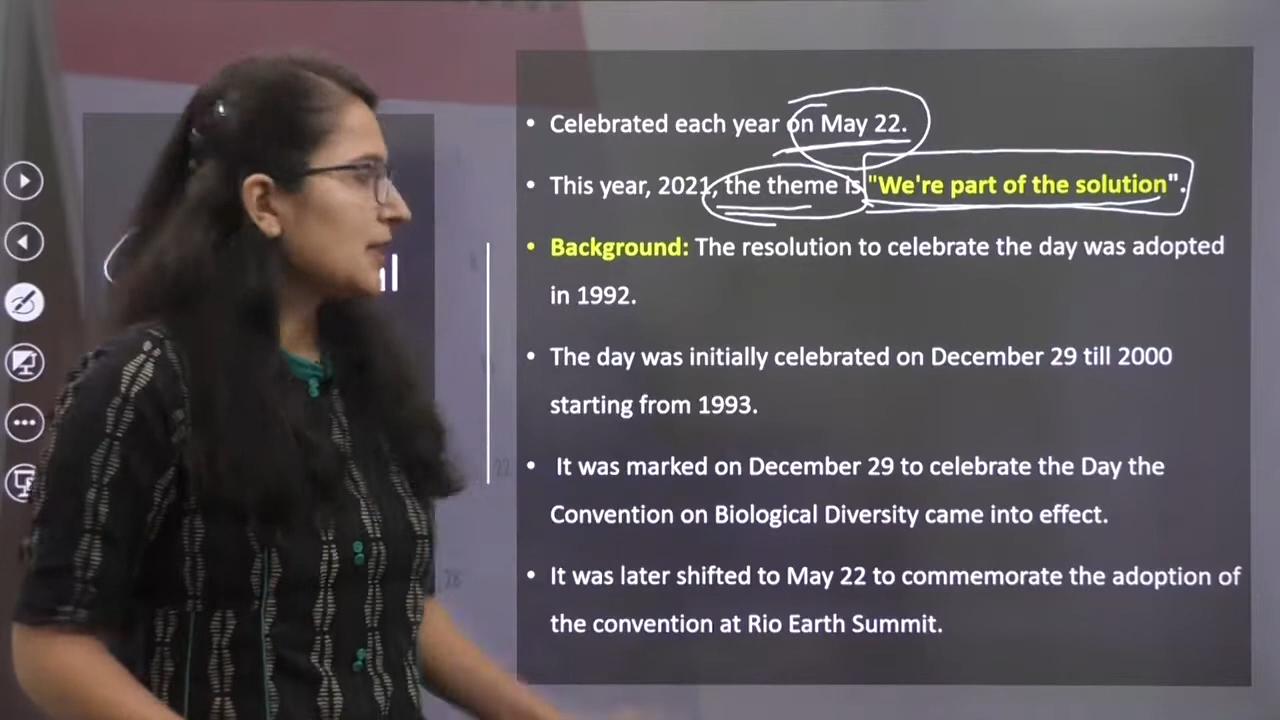 • Celebrated each year on May 22.
• This year, 2021, the theme is "We're part of the solution".
• Background: The resolution to celebrate the day was adopted
in 1992.
• The day was initially celebrated on December 29 till 2000
starting from 1993.
• It was marked on December 29 to celebrate the Day the
Convention on Biological Diversity came into effect.
• It was later shifted to May 22 to commemorate the adoption of
the convention at Rio Earth Summit.